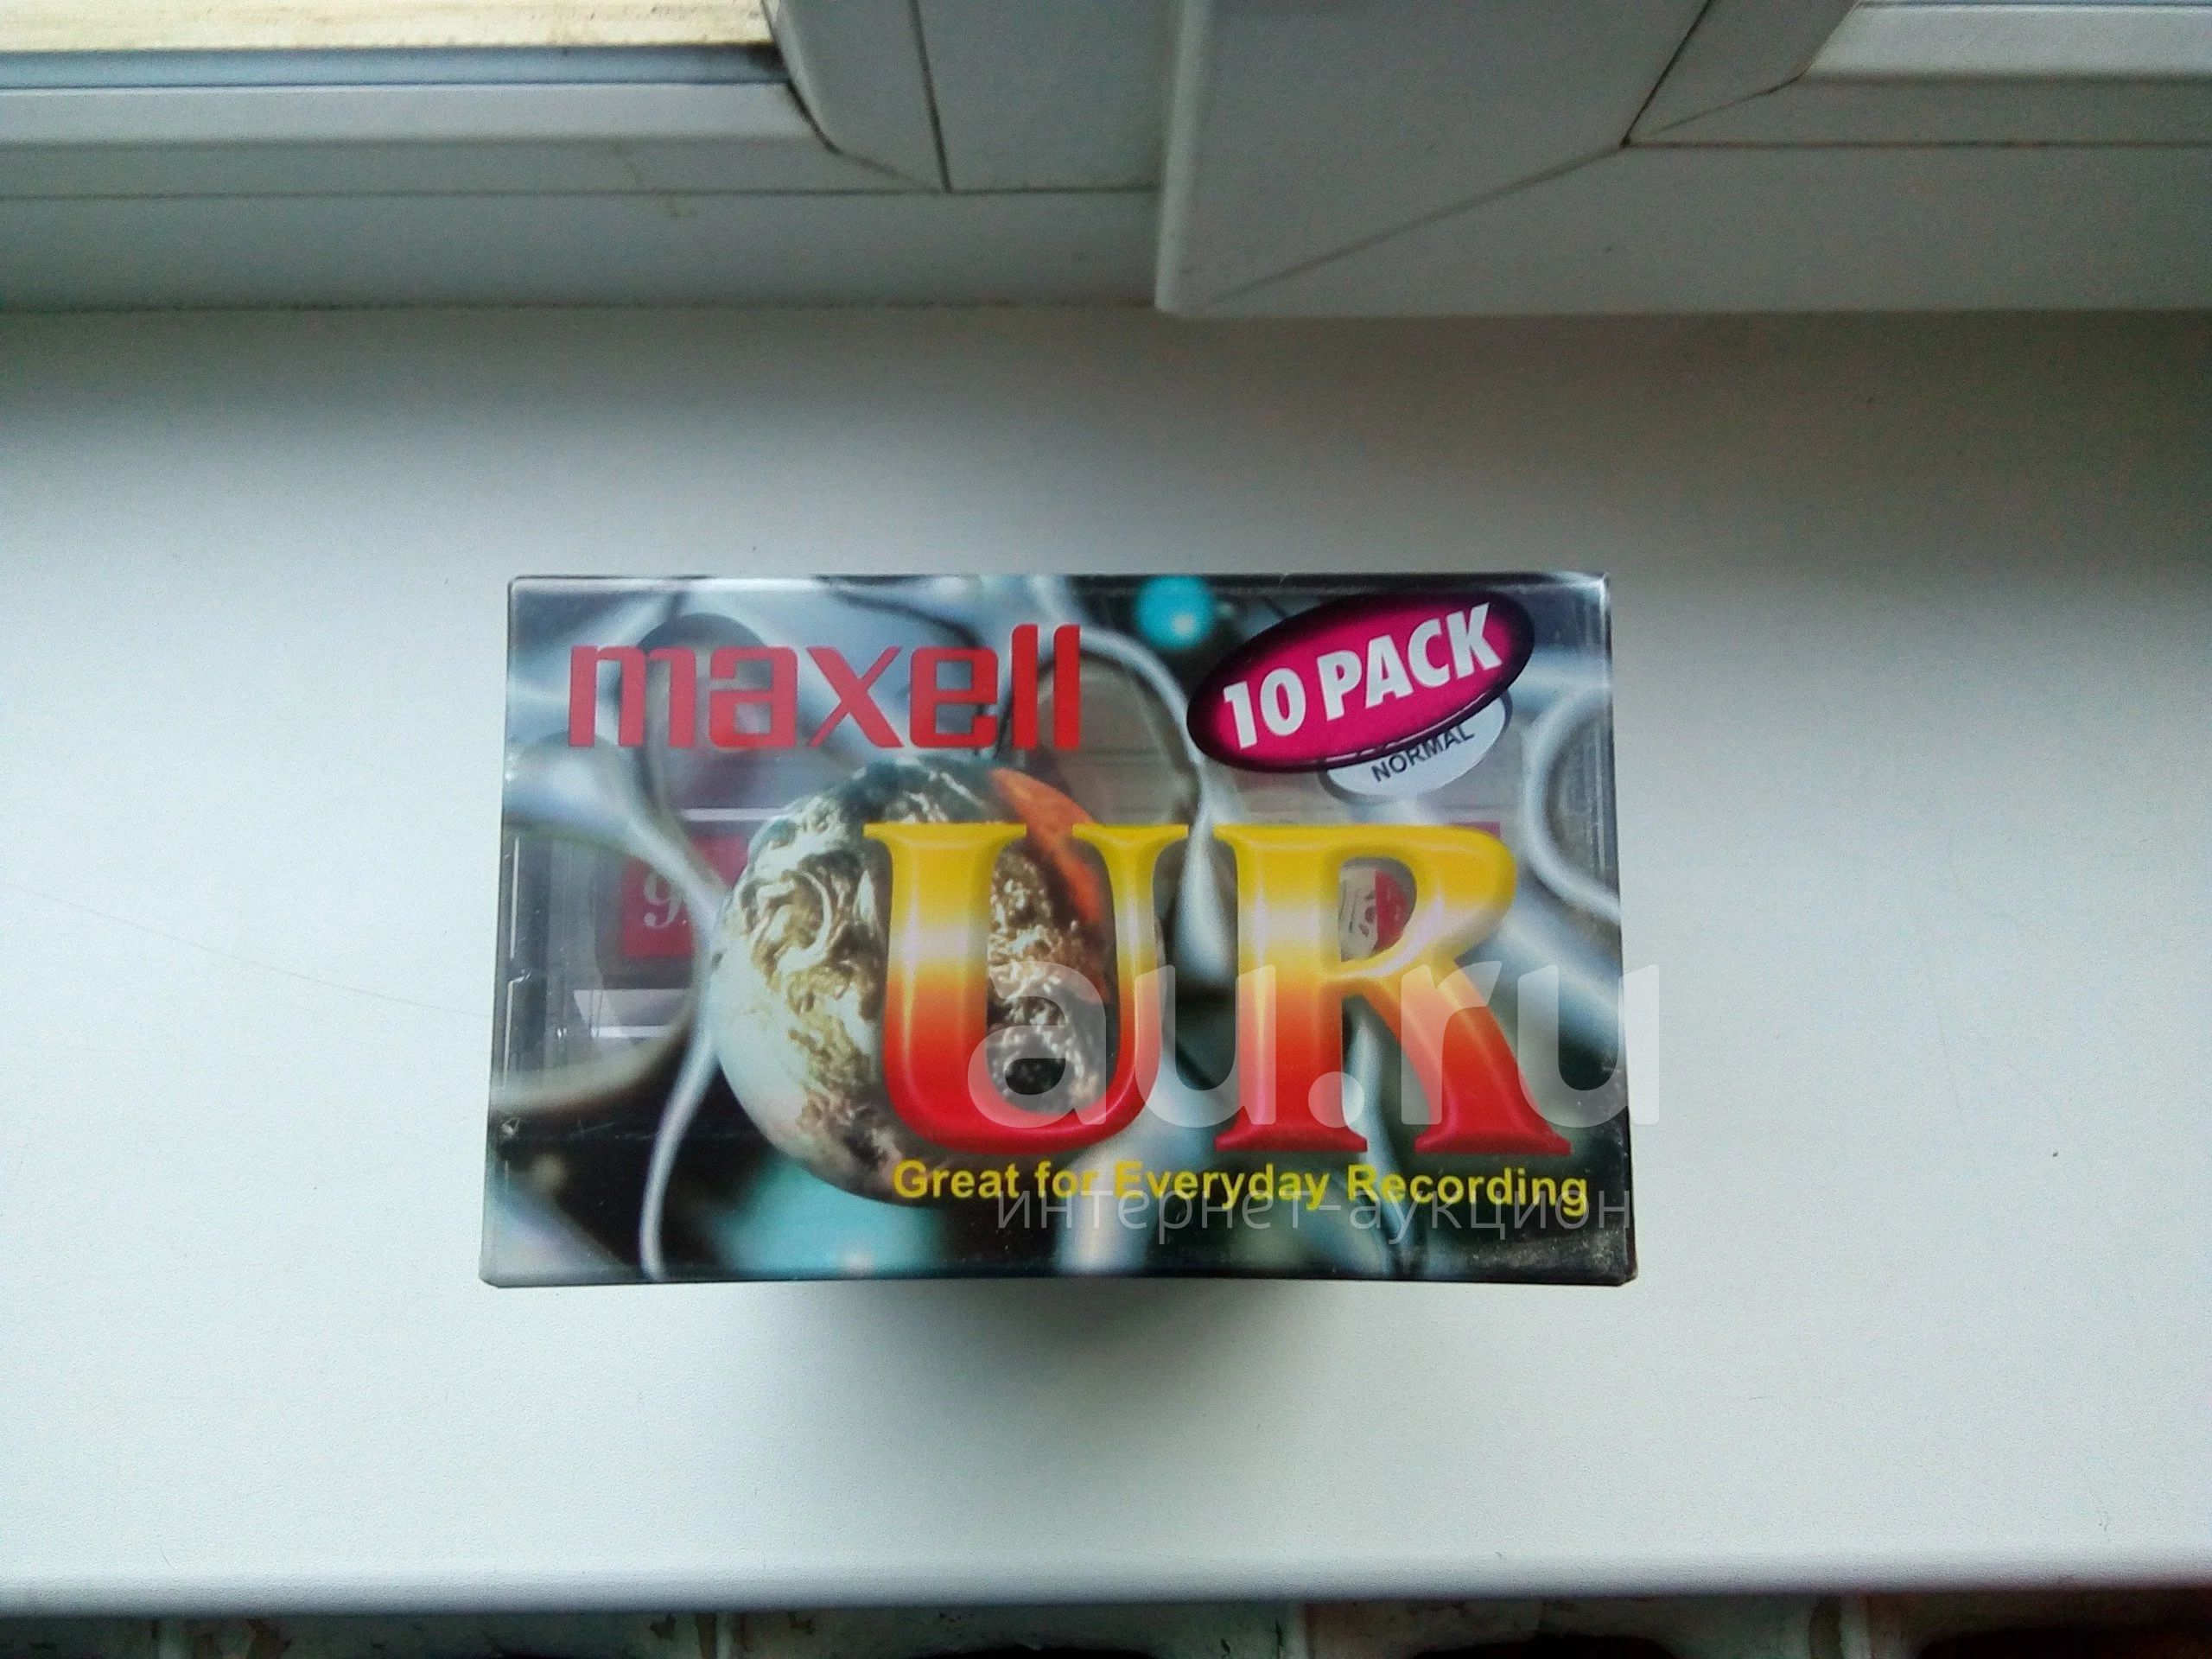 maxell
10 PACK
NORMAL
UR
au.ru
Great for Everyday Recording
интернет-аукцион